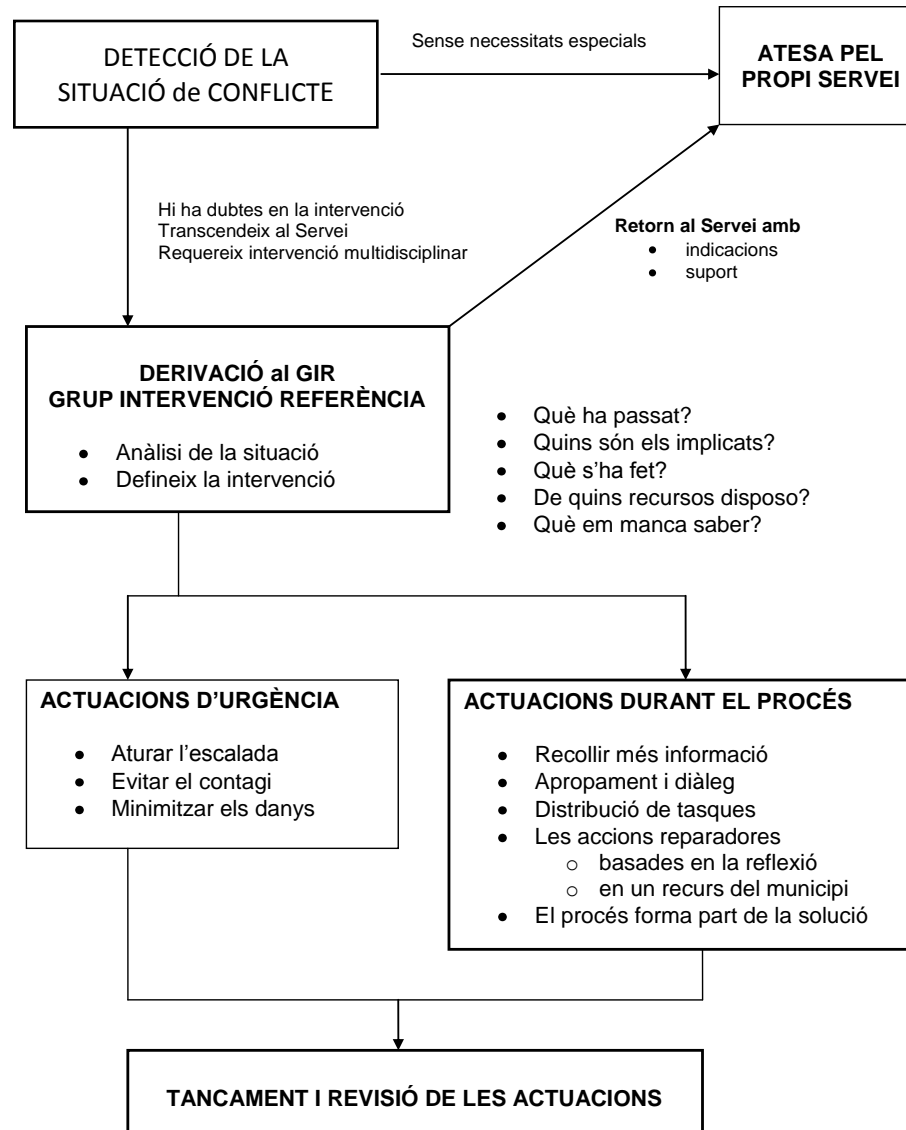 DETECCIÓ DE LA
SITUACIÓ de CONFLICTE
Sense necessitats especials
ATESA PEL
PROPI SERVEI
Hi ha dubtes en la intervenció
Transcendeix al Servei
Requereix intervenció multidisciplinar
Retorn al Servei amb
• indicacions
• suport
DERIVACIÓ al GIR
GRUP INTERVENCIÓ REFERÈNCIA
• Anàlisi de la situació
• Defineix la intervenció
• Què ha passat?
• Quins són els implicats?
• Què s’ha fet?
• De quins recursos disposo?
• Què em manca saber?
ACTUACIONS D’URGÈNCIA
• Aturar l’escalada
• Evitar el contagi
• Minimitzar els danys
ACTUACIONS DURANT EL PROCÉS
• Recollir més informació
• Apropament i diàleg
• Distribució de tasques
• Les accions reparadores
o basades en la reflexió
o en un recurs del municipi
• El procés forma part de la solució
TANCAMENT I REVISIÓ DE LES ACTUACIONS